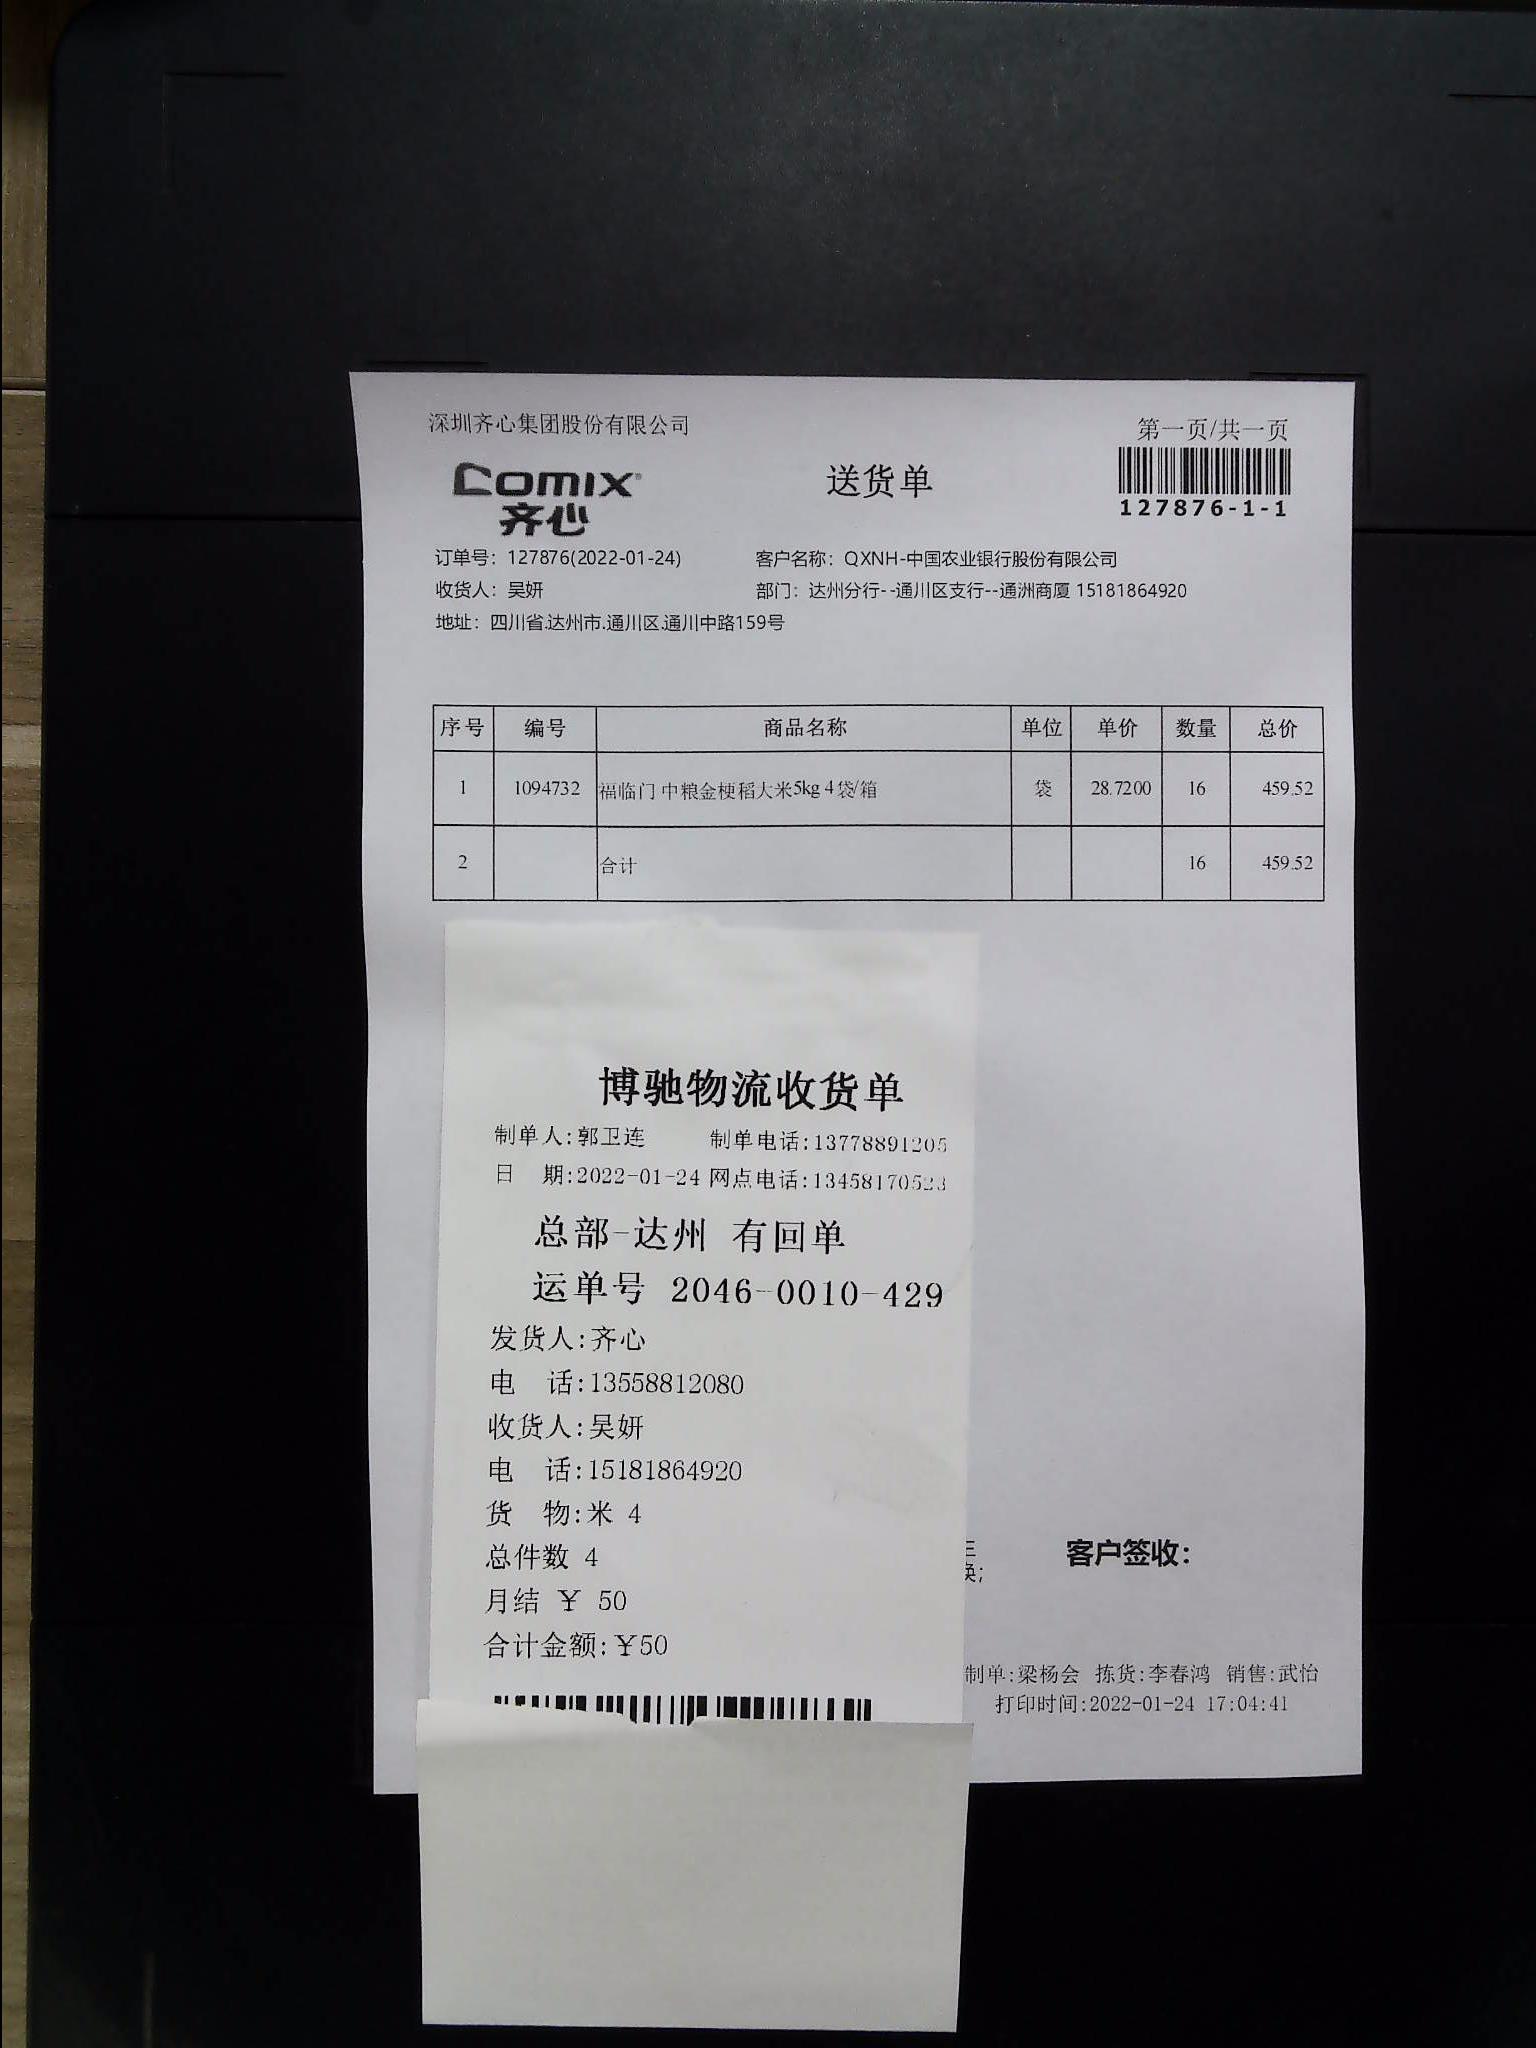 深圳齐心集团股份有限公司
第一页/共一页
COMIX
齐心
送货单
127876-1-1
订单号：127876(2022-01-24) 客户名称：QXNH-中国农业银行股份有限公司
收货人：吴妍 部门：达州分行--通川区支行--通洲商厦 15181864920
地址：四川省.达州市.通川区.通川中路159号
序号 编号 商品名称 单位 单价 数量 总价
1 1094732 福临门 中粮金梗稻大米5kg 4袋/箱 袋 28.7200 16 459.52
2 合计 16 459.52
博驰物流收货单
制单人:郭卫连 制单电话:13778891205
日 期:2022-01-24 网点电话:13458170523
总部-达州 有回单
运单号 2046-0010-429
发货人:齐心
电 话:13558812080
收货人:吴妍
电 话:15181864920
货 物:米 4
总件数 4
月结 ¥ 50
合计金额:¥50
换;
客户签收:
制单:梁杨会 拣货:李春鸿 销售:武怡
打印时间:2022-01-24 17:04:41